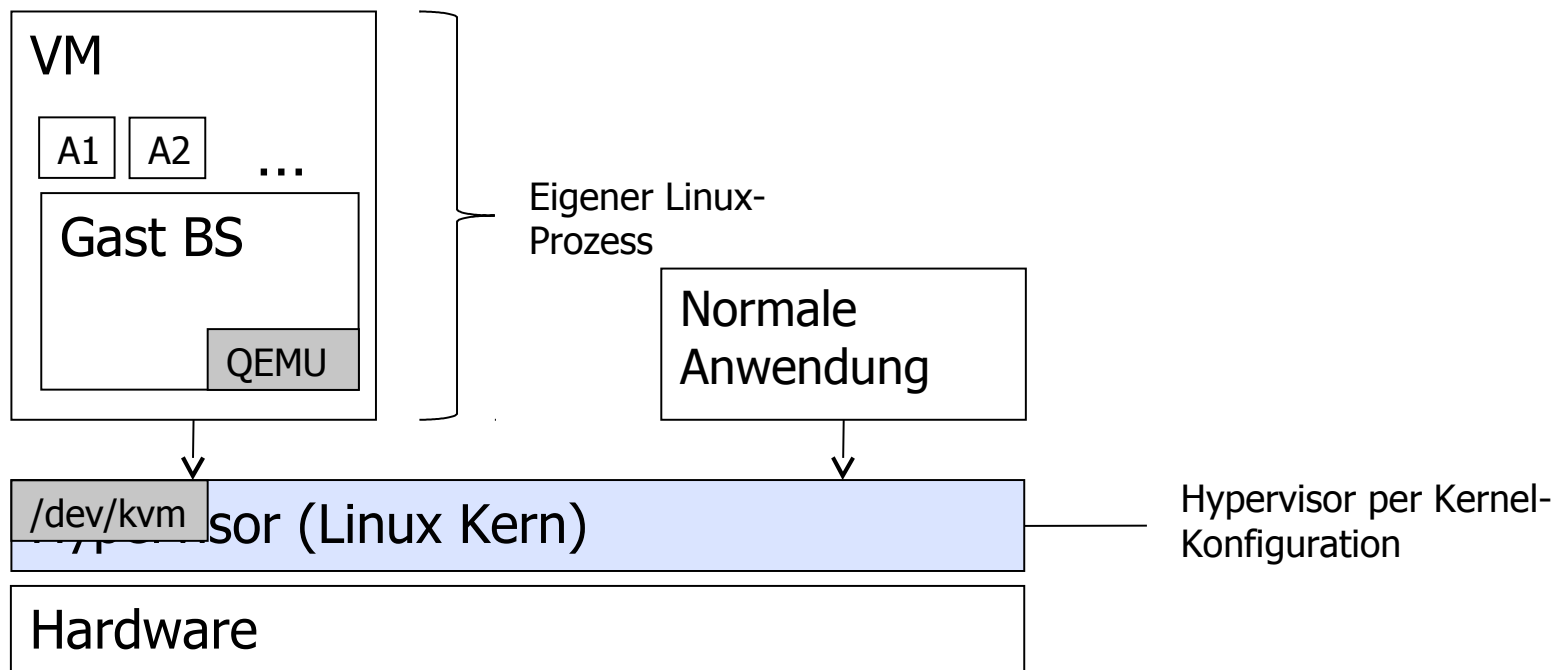 VM
A1
A2
...
Gast BS
QEMU
Eigener Linux-
Prozess
Normale
Anwendung
/dev/kvm
sor (Linux Kern)
Hypervisor per Kernel-
Konfiguration
Hardware